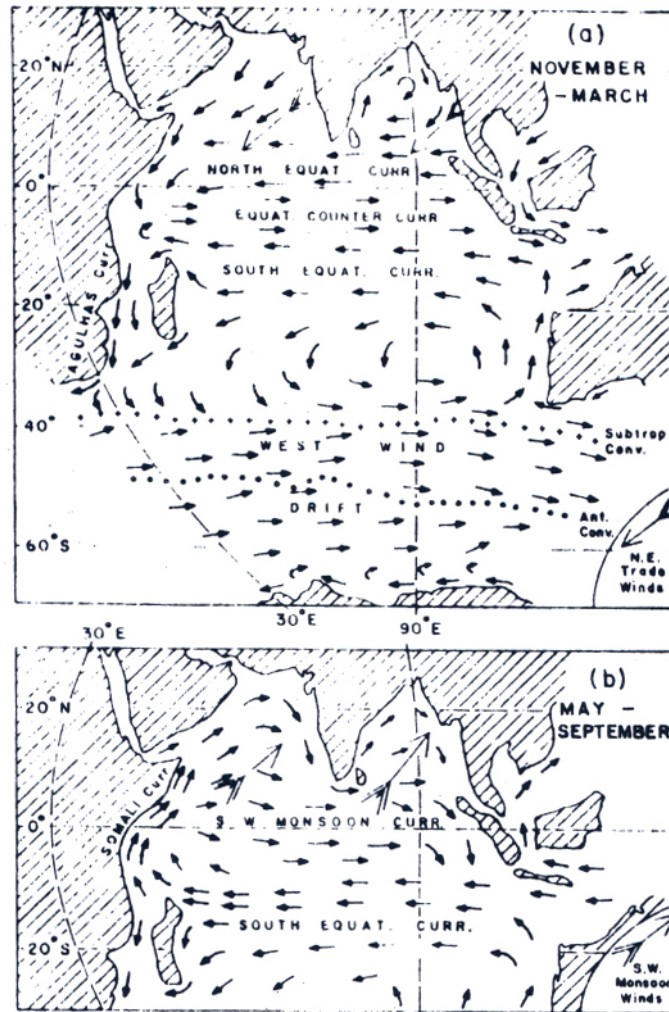 (a)
NOVEMBER
-MARCH
20°N
NORTH EQUAT CURR.
0°
EQUAT. COUNTER CURR
SOUTH EQUAT. CURR.
20°
AGULHAS Curr.
40°
WEST WIND
Subtrop
Conv.
DRIFT
Ant.
Conv.
60°S
N.E.
Trade
Winds
30°E 30°E 90°E
(b)
MAY -
SEPTEMBER
20°N
SOMALI Curr.
0°
S.W MONSOON CURR.
SOUTH EQUAT. CURR.
20°S
S.W.
Monsoon
Winds